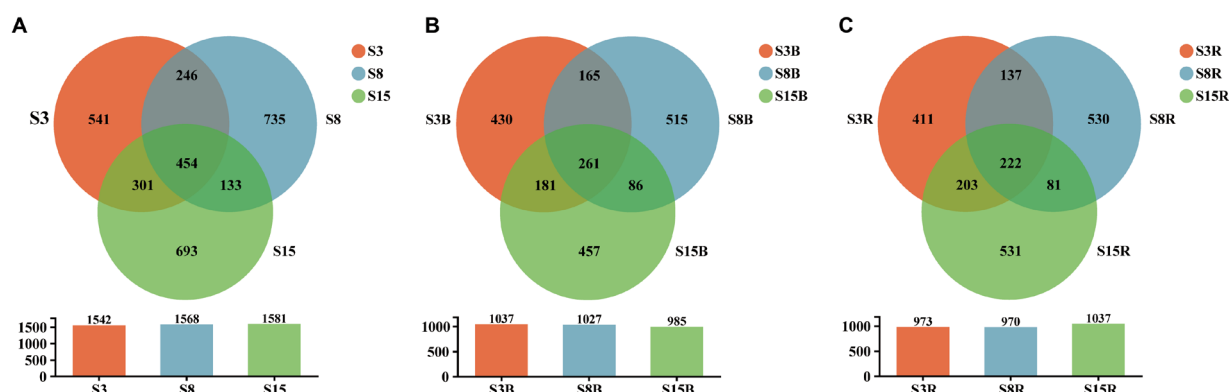 A
S3
S8
S15
246
S3
541
735
S8
454
301
133
693
S15
1500
1000
500
0
1542
1568
1581
S3
S8
S15
B
S3B
S8B
S15B
165
S3B
430
515
S8B
261
181
86
457
S15B
1000
500
0
1037
1027
985
S3B
S8B
S15B
C
S3R
S8R
S15R
137
S3R
411
530
S8R
222
203
81
531
S15R
1000
500
0
973
970
1037
S3R
S8R
S15R